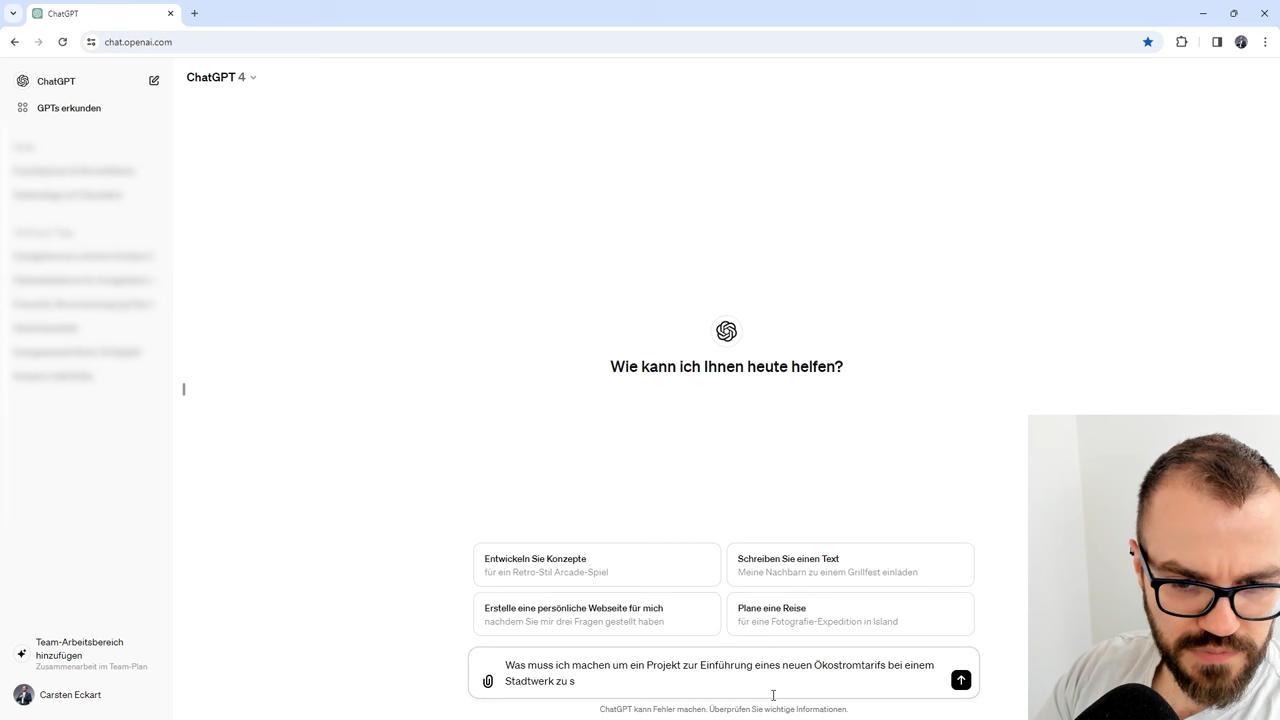 ChatGPT
chat.openai.com
ChatGPT
GPTs erkunden
ChatGPT 4
Wie kann ich Ihnen heute helfen?
Entwickeln Sie Konzepte
für ein Retro-Stil Arcade-Spiel
Schreiben Sie einen Text
Meine Nachbarn zu einem Grillfest einladen
Erstelle eine persönliche Webseite für mich
nachdem Sie mir drei Fragen gestellt haben
Plane eine Reise
für eine Fotografie-Expedition in Island
Was muss ich machen um ein Projekt zur Einführung eines neuen Ökostromtarifs bei einem
Stadtwerk zu s
ChatGPT kann Fehler machen. Überprüfen Sie wichtige Informationen.
Team-Arbeitsbereich
hinzufügen
Zusammenarbeit im Team-Plan
Carsten Eckart